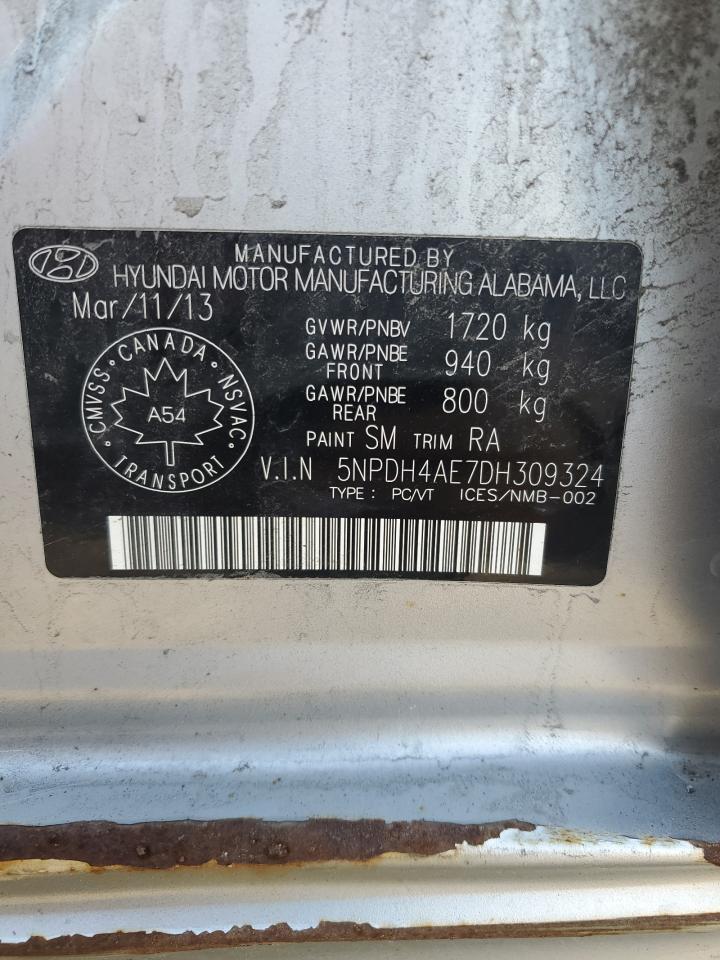 MANUFACTURED BY
HYUNDAI MOTOR MANUFACTURING ALABAMA, LLC
Mar/11/13
GVWR/PNBV 1720 kg
GAWR/PNBE FRONT 940 kg
GAWR/PNBE REAR 800 kg
CANADA
CMVSS · NSVAC
A54
TRANSPORT
PAINT SM TRIM RA
V.I.N 5NPDH4AE7DH309324
TYPE : PC/VT ICES/NMB-002